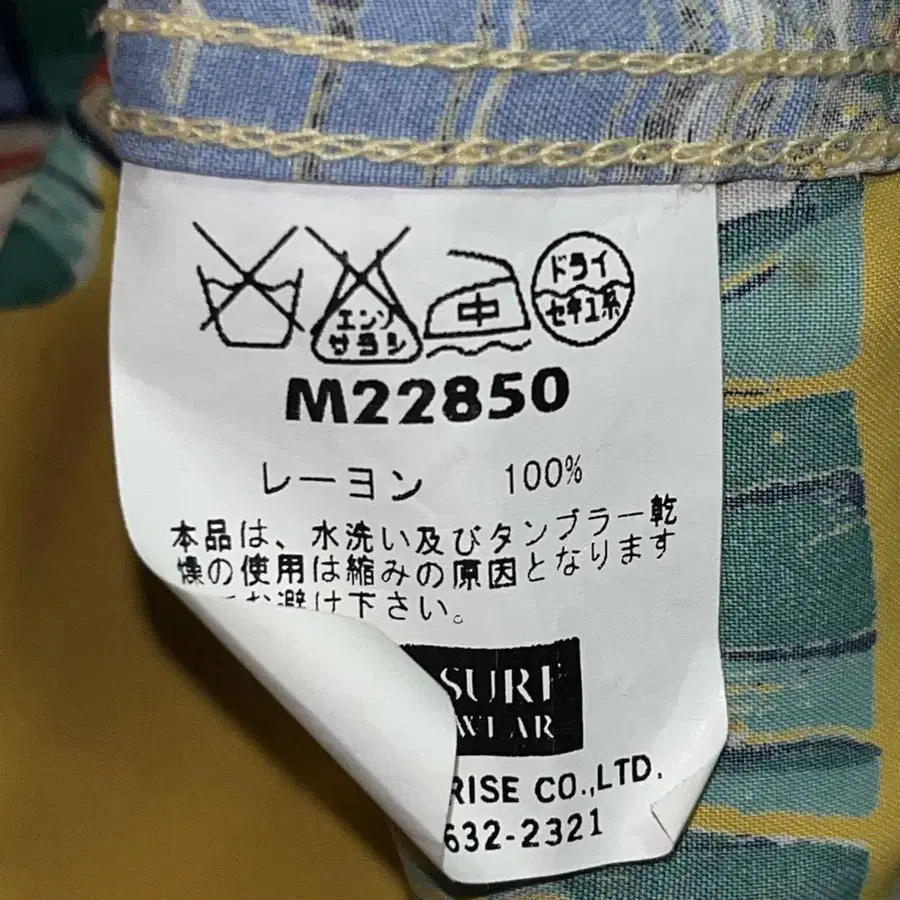 エンソ
サラシ
中
ドライ
セキユ系
M22850
レーヨン 100%
本品は、水洗い及びタンブラー乾
燥の使用は縮みの原因となります
お避け下さい。
SURF
WEAR
RISE CO.,LTD.
632-2321